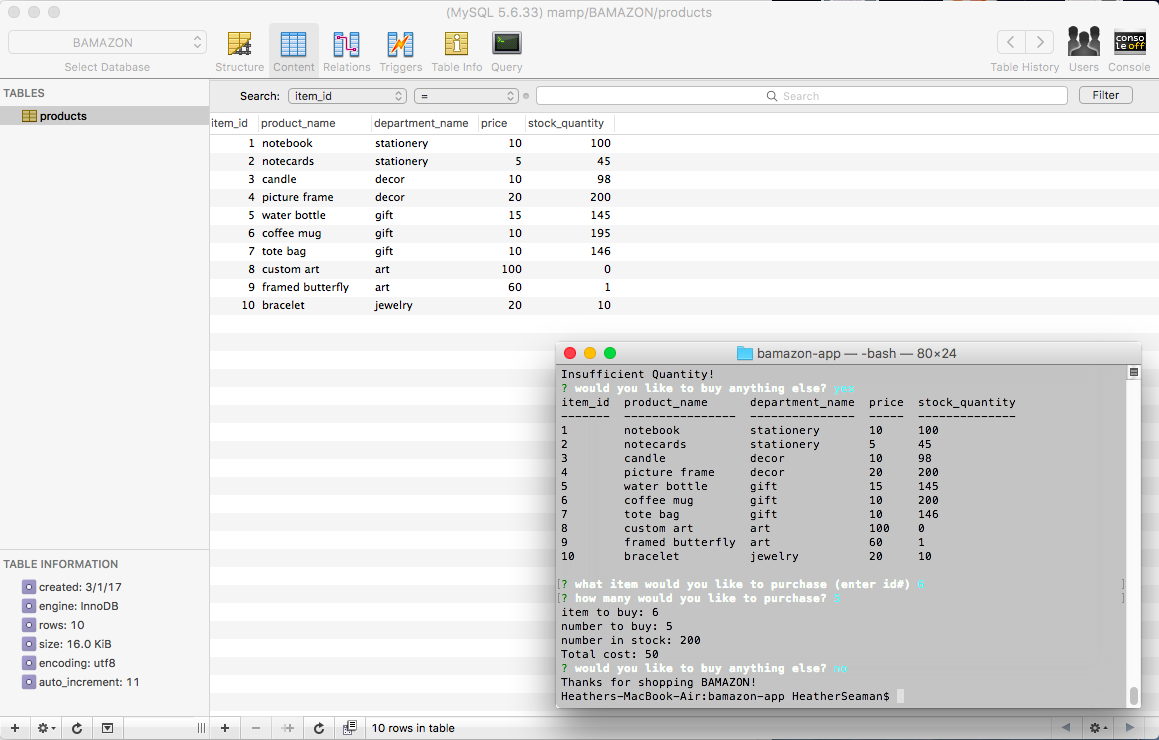 (MySQL 5.6.33) mamp/BAMAZON/products
BAMAZON
Select Database
Structure Content Relations Triggers Table Info Query
Table History Users Console
conso
le off
TABLES
products
Search: item_id = Search Filter
item_id product_name department_name price stock_quantity
1 notebook stationery 10 100
2 notecards stationery 5 45
3 candle decor 10 98
4 picture frame decor 20 200
5 water bottle gift 15 145
6 coffee mug gift 10 195
7 tote bag gift 10 146
8 custom art art 100 0
9 framed butterfly art 60 1
10 bracelet jewelry 20 10
TABLE INFORMATION
created: 3/1/17
engine: InnoDB
rows: 10
size: 16.0 KiB
encoding: utf8
auto_increment: 11
10 rows in table
bamazon-app — -bash — 80×24
Insufficient Quantity!
? would you like to buy anything else? yes
item_id product_name department_name price stock_quantity
------- ---------------- --------------- ----- --------------
1 notebook stationery 10 100
2 notecards stationery 5 45
3 candle decor 10 98
4 picture frame decor 20 200
5 water bottle gift 15 145
6 coffee mug gift 10 200
7 tote bag gift 10 146
8 custom art art 100 0
9 framed butterfly art 60 1
10 bracelet jewelry 20 10
[? what item would you like to purchase (enter id#) 6 ]
[? how many would you like to purchase? 5 ]
item to buy: 6
number to buy: 5
number in stock: 200
Total cost: 50
? would you like to buy anything else? no
Thanks for shopping BAMAZON!
Heathers-MacBook-Air:bamazon-app HeatherSeaman$